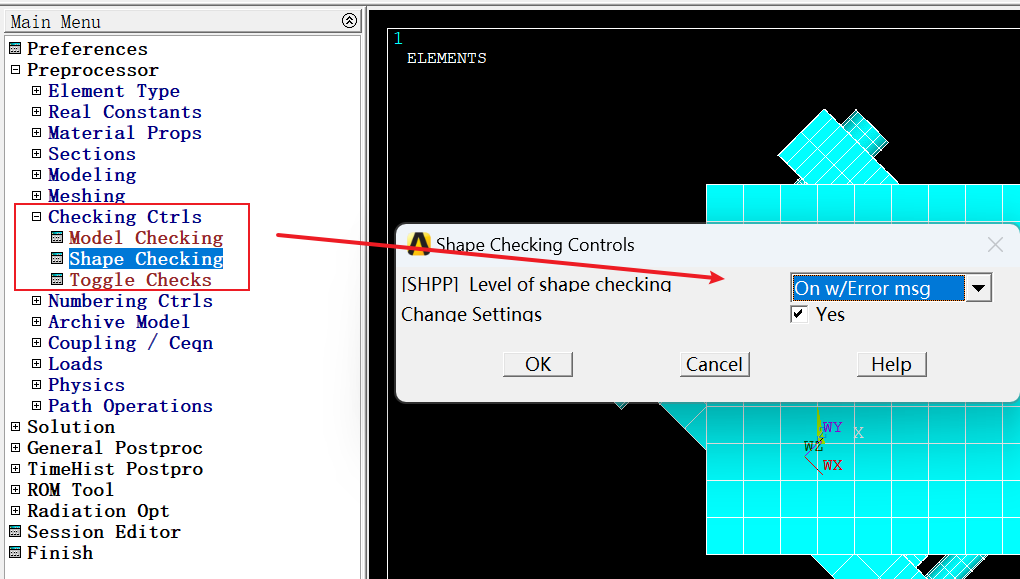 Main Menu
Preferences
Preprocessor
Element Type
Real Constants
Material Props
Sections
Modeling
Meshing
Checking Ctrls
Model Checking
Shape Checking
Toggle Checks
Numbering Ctrls
Archive Model
Coupling / Ceqn
Loads
Physics
Path Operations
Solution
General Postproc
TimeHist Postpro
ROM Tool
Radiation Opt
Session Editor
Finish
1
ELEMENTS
Shape Checking Controls
[SHPP] Level of shape checking
On w/Error msg
Change Settings
Yes
OK
Cancel
Help
WY
X
WZ
WX